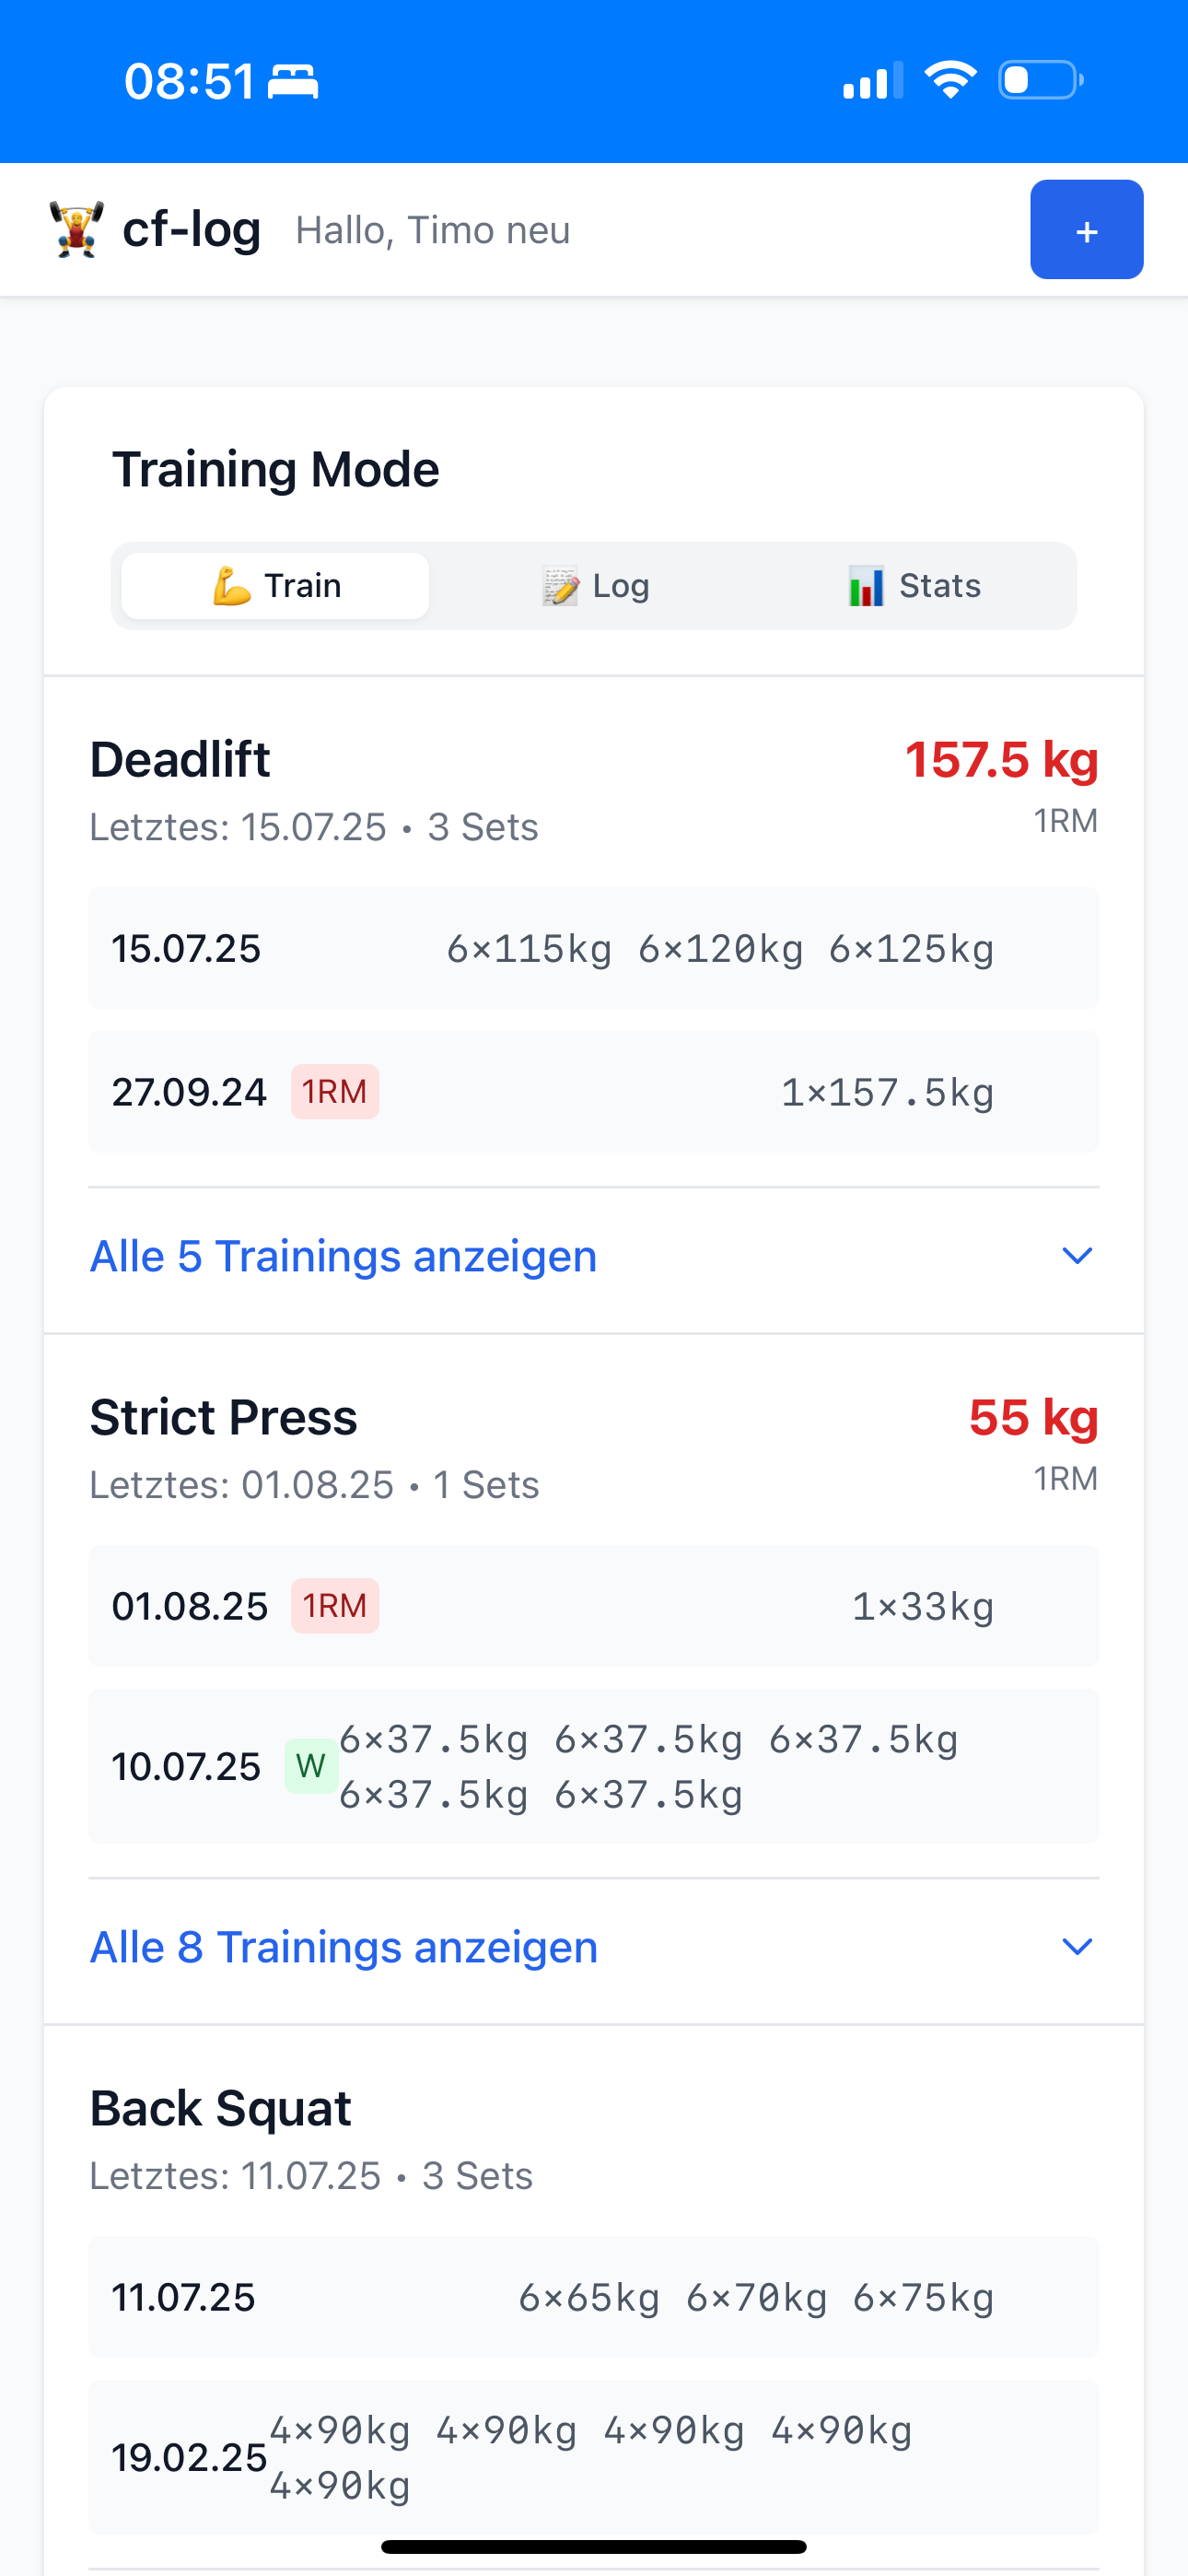 08:51
cf-log Hallo, Timo neu +
Training Mode
Train Log Stats
Deadlift 157.5 kg
Letztes: 15.07.25 • 3 Sets 1RM
15.07.25 6×115kg 6×120kg 6×125kg
27.09.24 1RM 1×157.5kg
Alle 5 Trainings anzeigen
Strict Press 55 kg
Letztes: 01.08.25 • 1 Sets 1RM
01.08.25 1RM 1×33kg
10.07.25 W 6×37.5kg 6×37.5kg 6×37.5kg
6×37.5kg 6×37.5kg
Alle 8 Trainings anzeigen
Back Squat
Letztes: 11.07.25 • 3 Sets
11.07.25 6×65kg 6×70kg 6×75kg
19.02.25 4×90kg 4×90kg 4×90kg 4×90kg
4×90kg